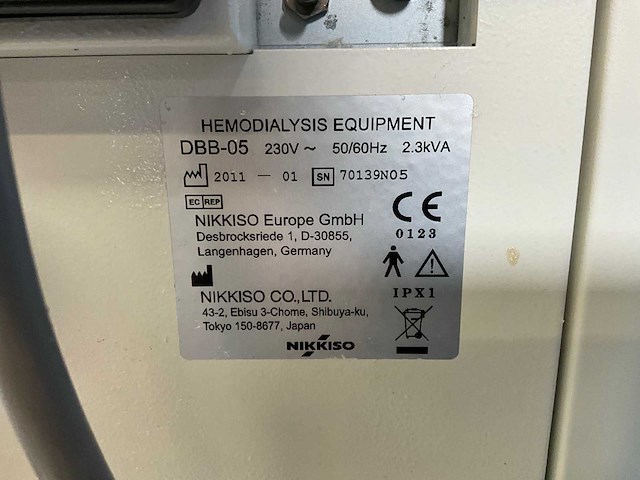 HEMODIALYSIS EQUIPMENT
DBB-05 230V ~ 50/60Hz 2.3kVA
2011 — 01 SN 70139N05
EC REP
NIKKISO Europe GmbH
Desbrocksriede 1, D-30855,
Langenhagen, Germany
CE
0123
NIKKISO CO.,LTD.
43-2, Ebisu 3-Chome, Shibuya-ku,
Tokyo 150-8677, Japan
IPX1
NIKKISO